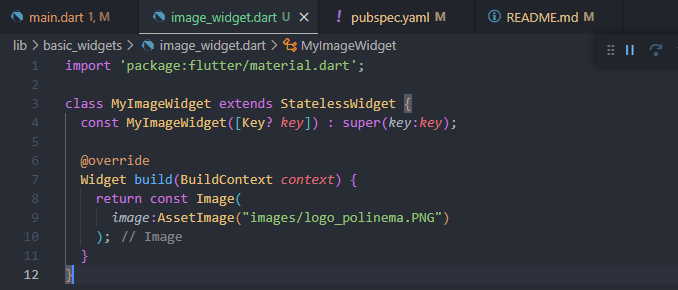 main.dart 1, M image_widget.dart U × pubspec.yaml M README.md M
lib > basic_widgets > image_widget.dart > MyImageWidget
1 import 'package:flutter/material.dart';
2
3 class MyImageWidget extends StatelessWidget {
4 const MyImageWidget([Key? key]) : super(key:key);
5
6 @override
7 Widget build(BuildContext context) {
8 return const Image(
9 image:AssetImage("images/logo_polinema.PNG")
10 ); // Image
11 }
12 }